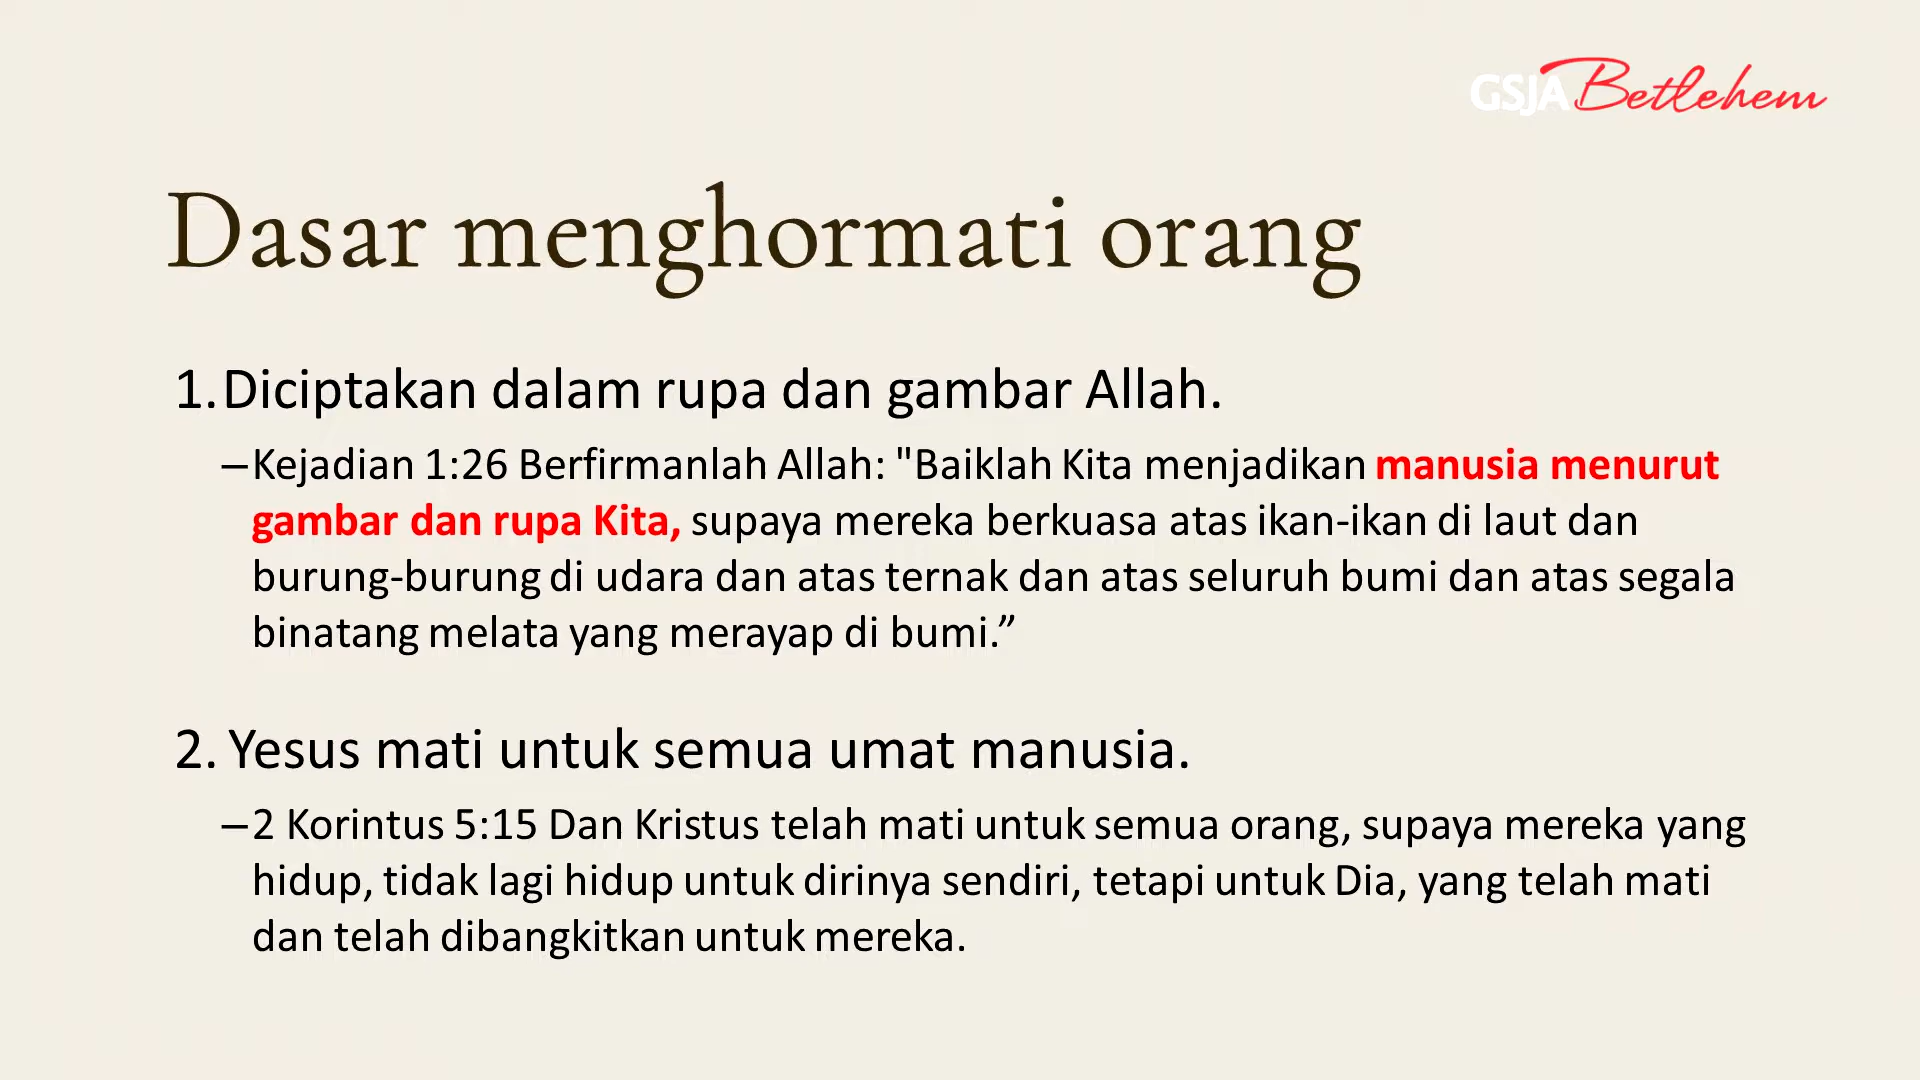 GSJA Betlehem
Dasar menghormati orang
1. Diciptakan dalam rupa dan gambar Allah.
–Kejadian 1:26 Berfirmanlah Allah: "Baiklah Kita menjadikan manusia menurut
gambar dan rupa Kita, supaya mereka berkuasa atas ikan-ikan di laut dan
burung-burung di udara dan atas ternak dan atas seluruh bumi dan atas segala
binatang melata yang merayap di bumi.”
2. Yesus mati untuk semua umat manusia.
–2 Korintus 5:15 Dan Kristus telah mati untuk semua orang, supaya mereka yang
hidup, tidak lagi hidup untuk dirinya sendiri, tetapi untuk Dia, yang telah mati
dan telah dibangkitkan untuk mereka.